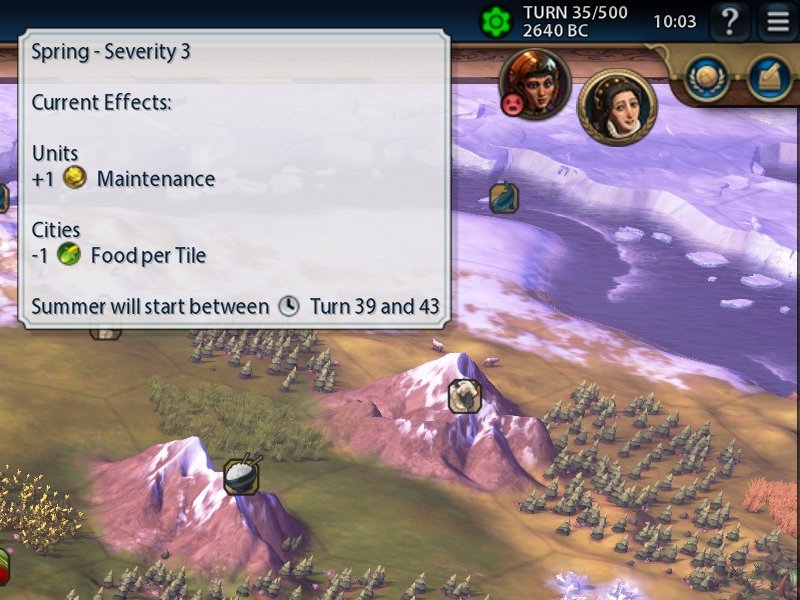 TURN 35/500
2640 BC
10:03
?
Spring - Severity 3
Current Effects:
Units
+1 Maintenance
Cities
-1 Food per Tile
Summer will start between Turn 39 and 43